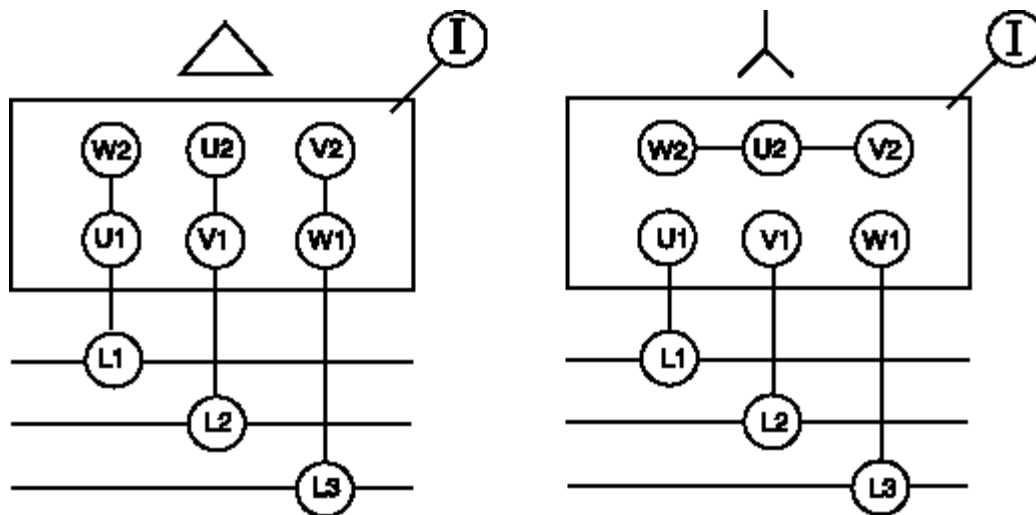 I I
W2 U2 V2 W2 U2 V2
U1 V1 W1 U1 V1 W1
L1 L1
L2 L2
L3 L3